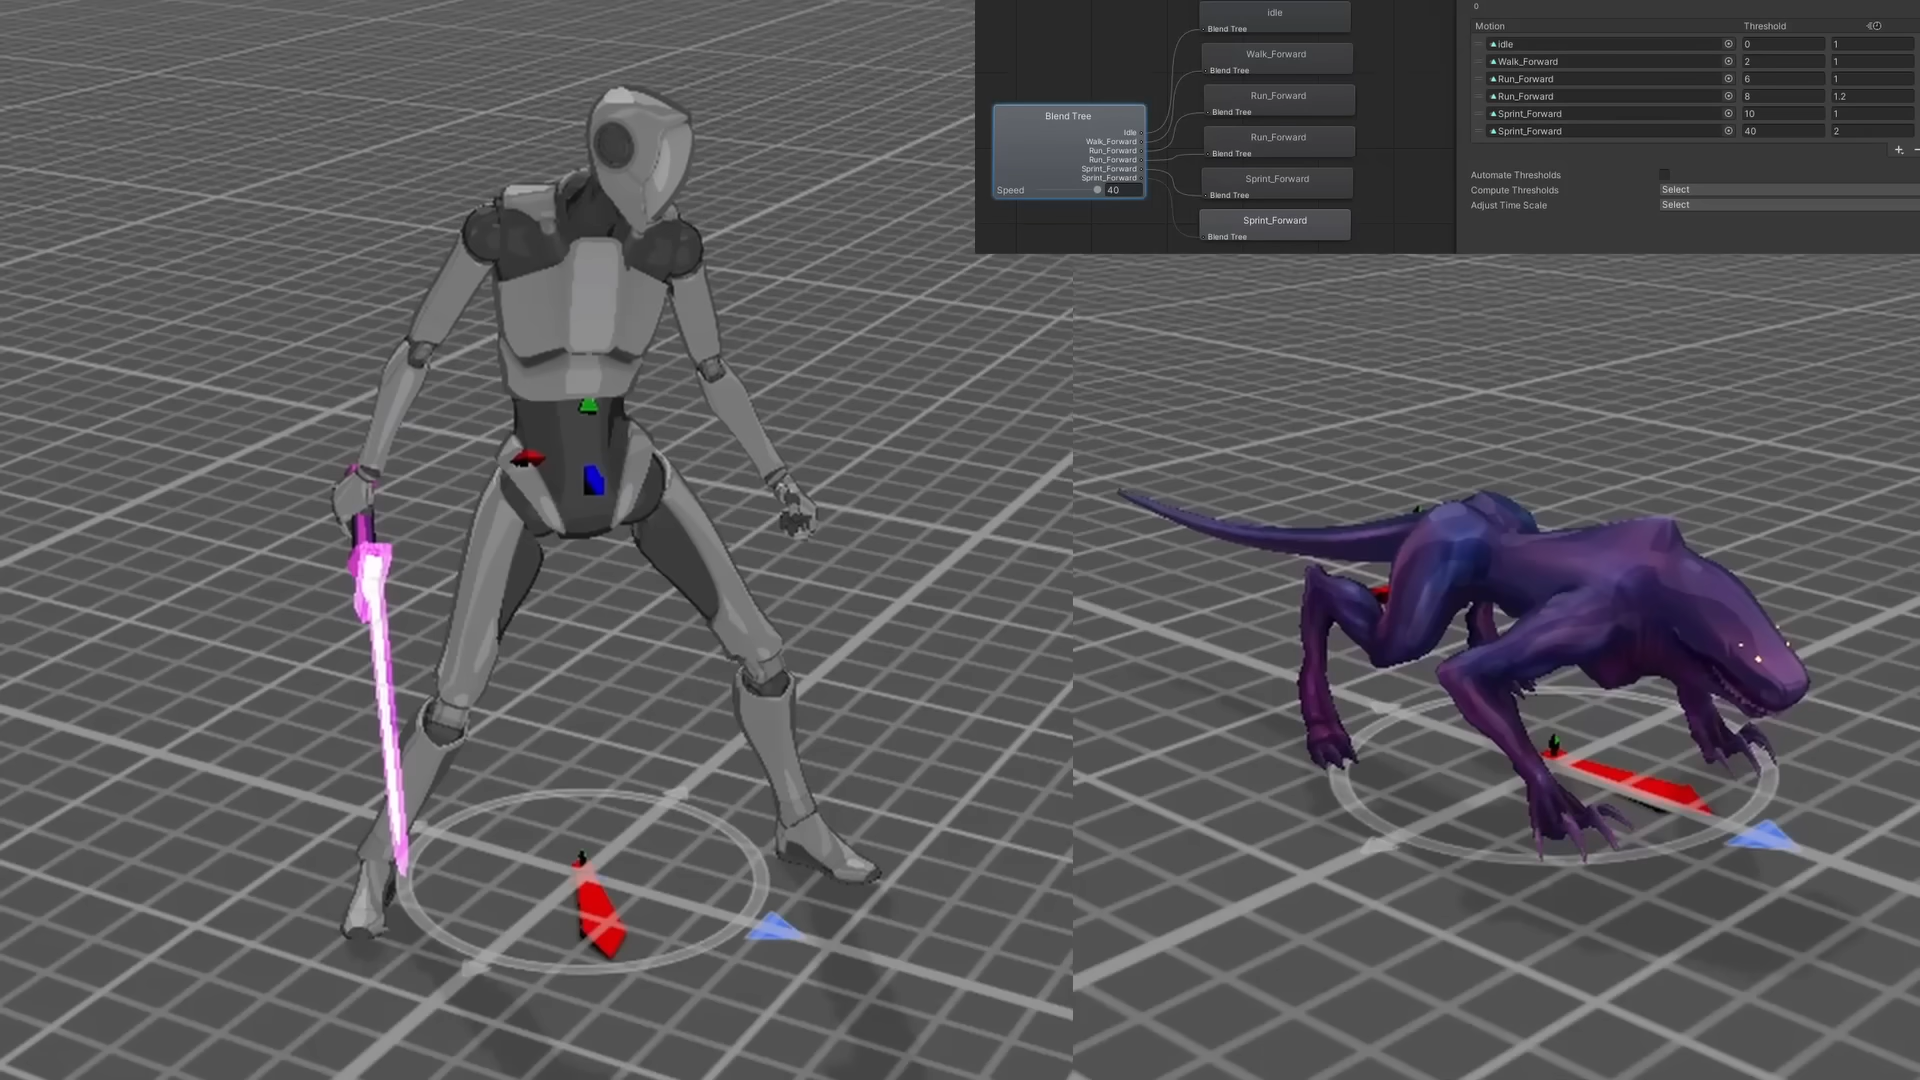 idle
Blend Tree
Walk_Forward
Blend Tree
Run_Forward
Blend Tree
Run_Forward
Blend Tree
Sprint_Forward
Blend Tree
Sprint_Forward
Blend Tree
Blend Tree
Idle
Walk_Forward
Run_Forward
Run_Forward
Sprint_Forward
Sprint_Forward
Speed 40
0
Motion Threshold
idle 0 1
Walk_Forward 2 1
Run_Forward 6 1
Run_Forward 8 1.2
Sprint_Forward 10 1
Sprint_Forward 40 2
+ −
Automate Thresholds
Compute Thresholds Select
Adjust Time Scale Select